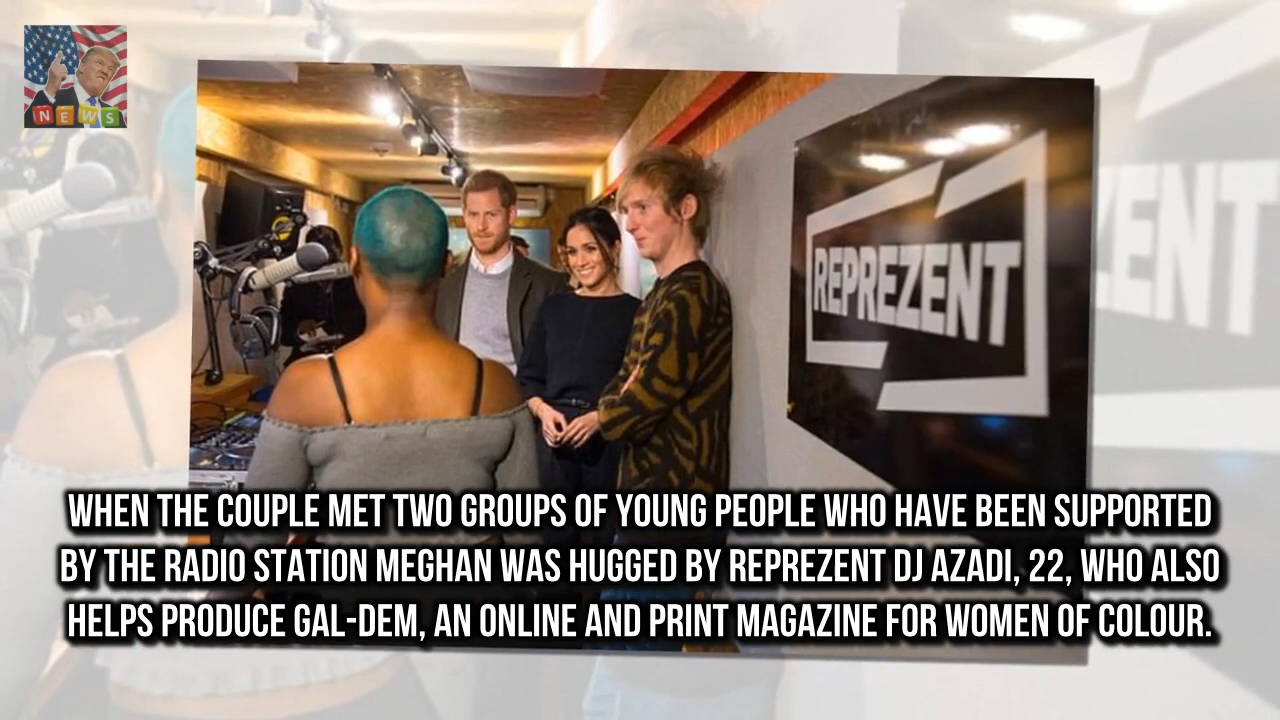 NEWS
REPREZENT
ZENT
WHEN THE COUPLE MET TWO GROUPS OF YOUNG PEOPLE WHO HAVE BEEN SUPPORTED
BY THE RADIO STATION MEGHAN WAS HUGGED BY REPREZENT DJ AZADI, 22, WHO ALSO
HELPS PRODUCE GAL-DEM, AN ONLINE AND PRINT MAGAZINE FOR WOMEN OF COLOUR.